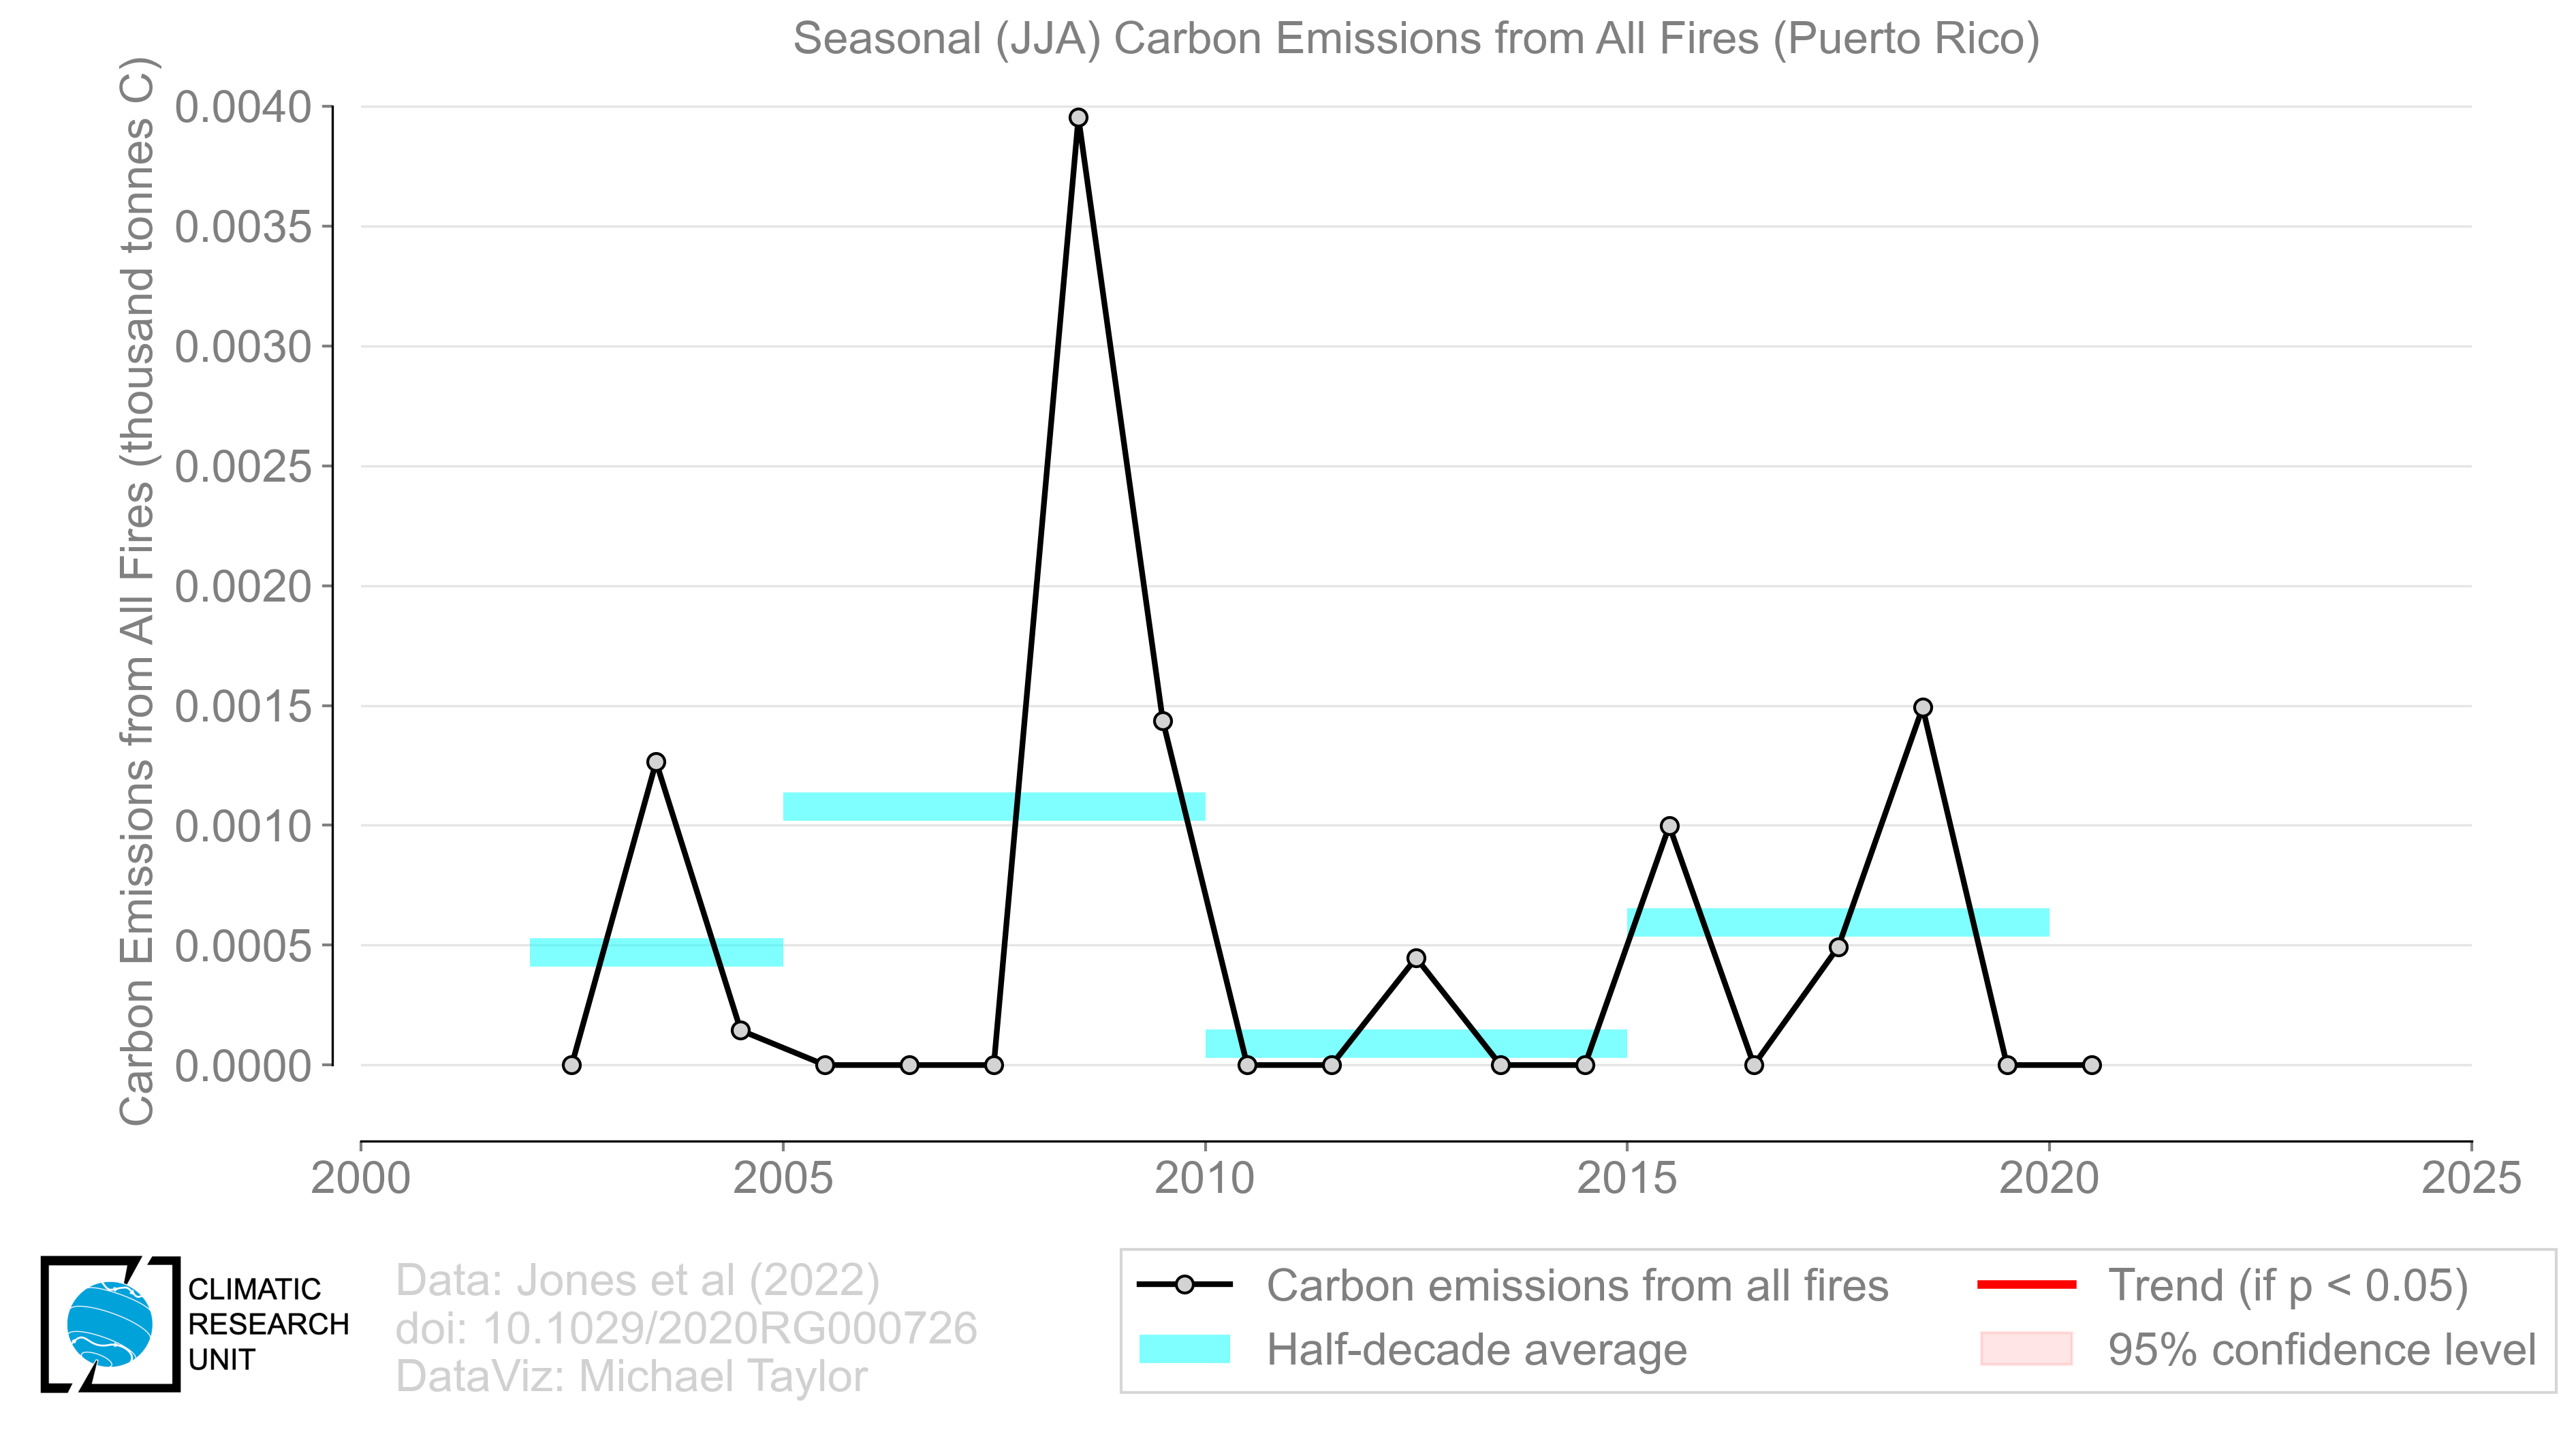 Seasonal (JJA) Carbon Emissions from All Fires (Puerto Rico)
Carbon Emissions from All Fires (thousand tonnes C)
0.0040
0.0035
0.0030
0.0025
0.0020
0.0015
0.0010
0.0005
0.0000
2000 2005 2010 2015 2020 2025
CLIMATIC
RESEARCH
UNIT
Data: Jones et al (2022)
doi: 10.1029/2020RG000726
DataViz: Michael Taylor
Carbon emissions from all fires
Half-decade average
Trend (if p < 0.05)
95% confidence level